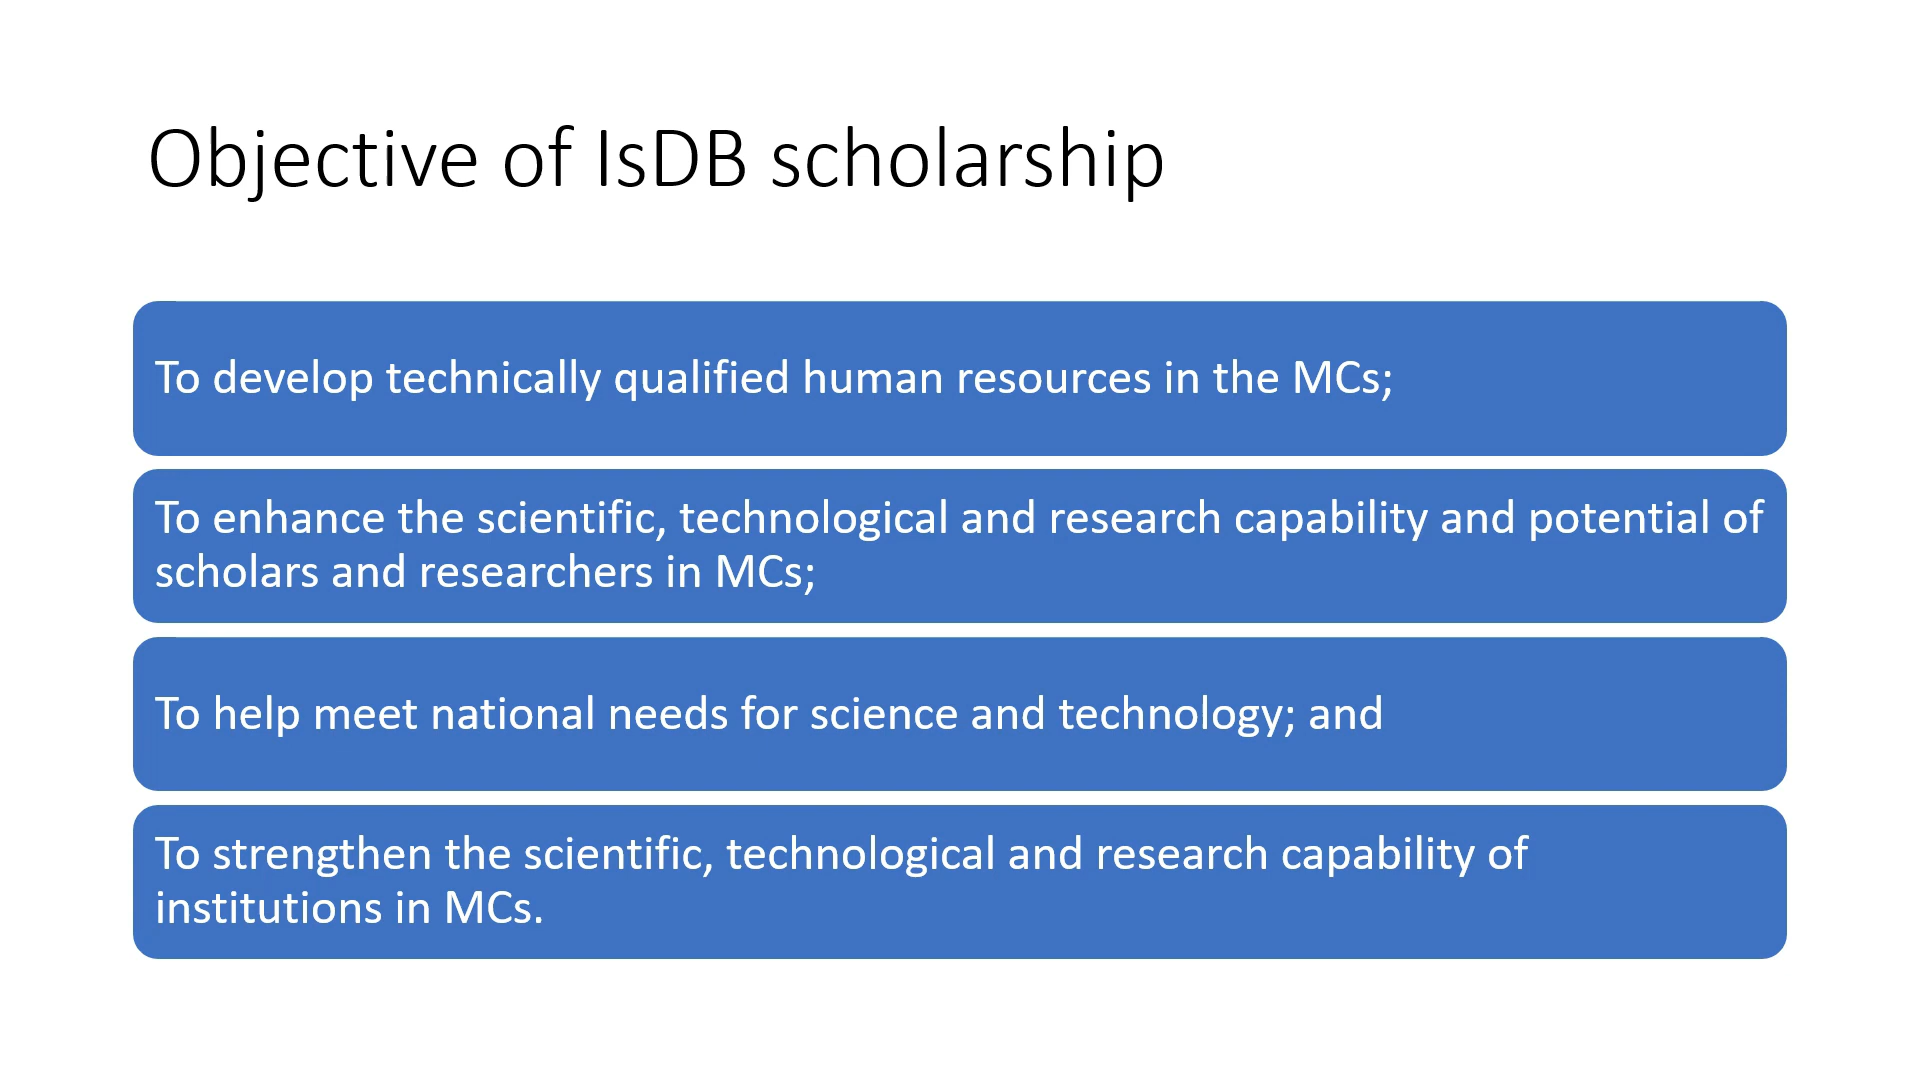 Objective of IsDB scholarship
To develop technically qualified human resources in the MCs;
To enhance the scientific, technological and research capability and potential of
scholars and researchers in MCs;
To help meet national needs for science and technology; and
To strengthen the scientific, technological and research capability of
institutions in MCs.